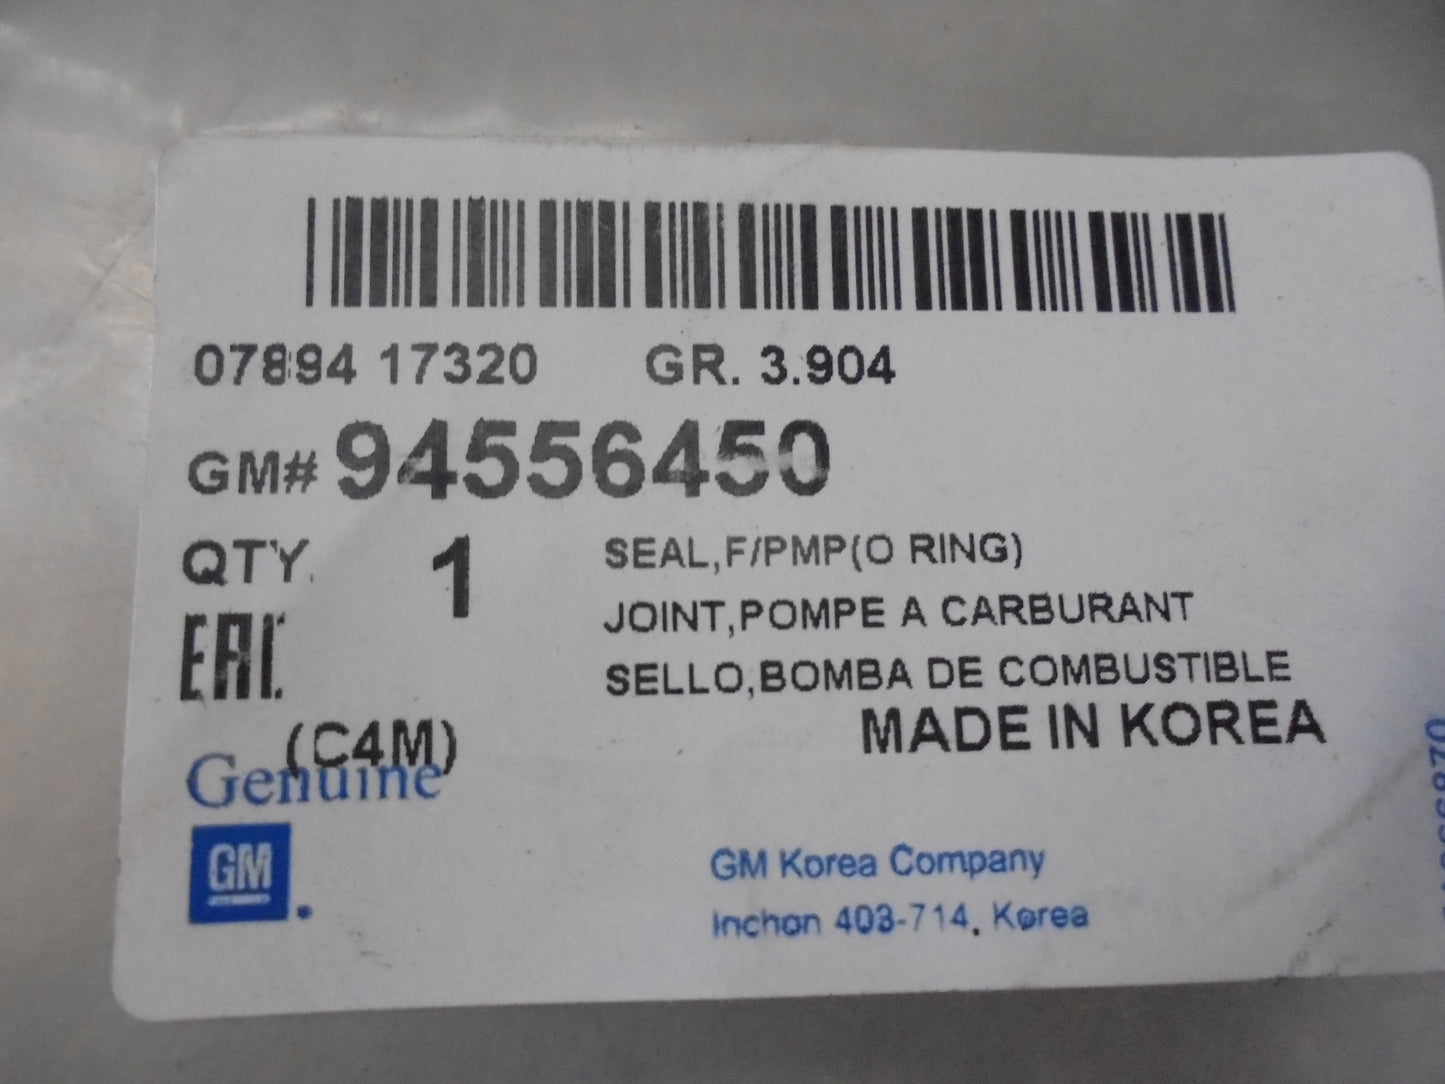 07894 17320 GR. 3.904
GM# 94556450
QTY. 1
SEAL,F/PMP(O RING)
JOINT,POMPE A CARBURANT
SELLO,BOMBA DE COMBUSTIBLE
EAC
MADE IN KOREA
(C4M)
Genuine
GM
GM Korea Company
Inchon 403-714, Korea